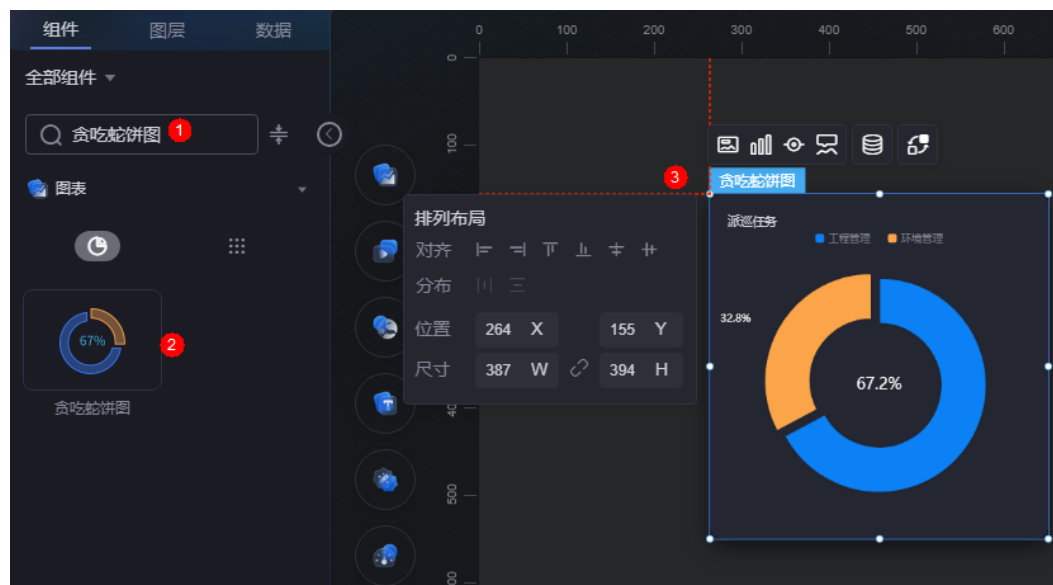 组件 图层 数据
全部组件
贪吃蛇饼图 1
图表
67%
2
贪吃蛇饼图
0 100 200 300 400 500 600
0
100
40
500
00
3
贪吃蛇饼图
排列布局
对齐
分布
位置 264 X 155 Y
尺寸 387 W 394 H
派巡任务
工程管理 环境管理
32.8%
67.2%